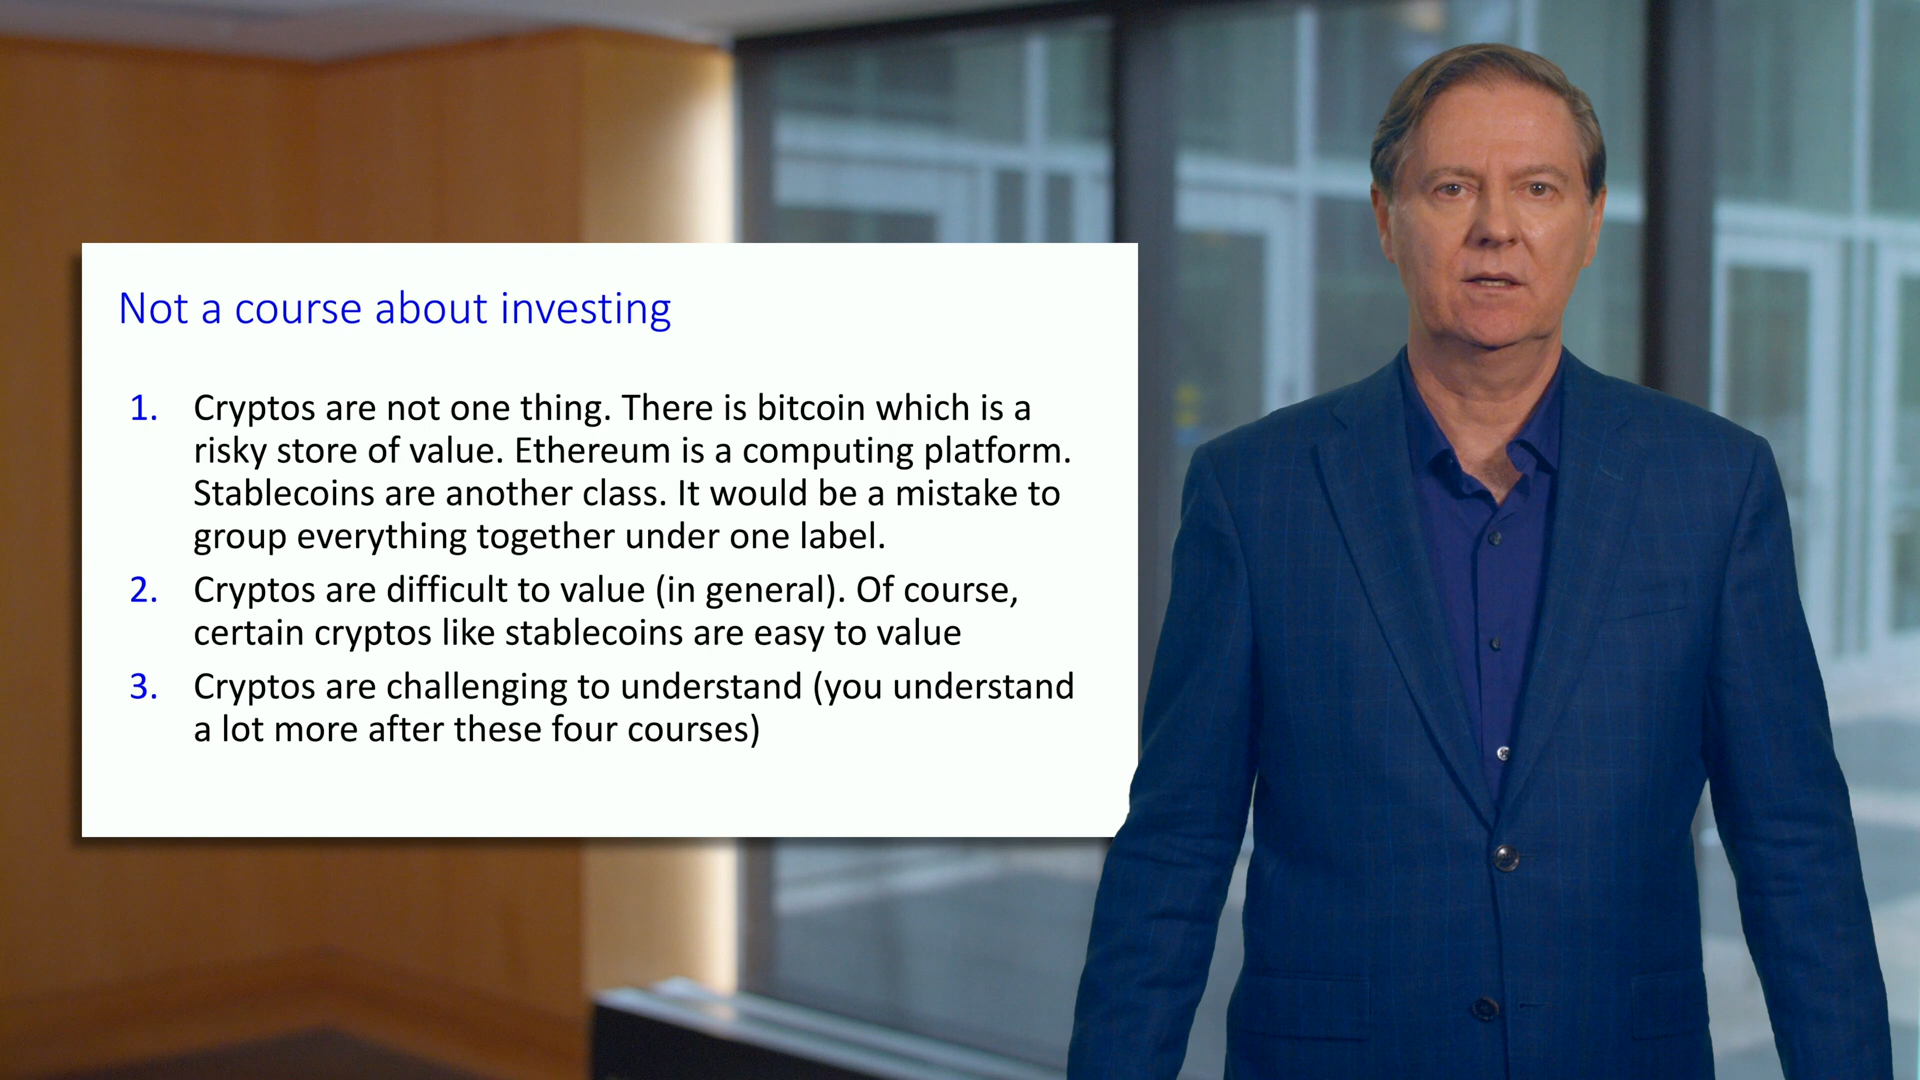 Not a course about investing
1. Cryptos are not one thing. There is bitcoin which is a
risky store of value. Ethereum is a computing platform.
Stablecoins are another class. It would be a mistake to
group everything together under one label.
2. Cryptos are difficult to value (in general). Of course,
certain cryptos like stablecoins are easy to value
3. Cryptos are challenging to understand (you understand
a lot more after these four courses)